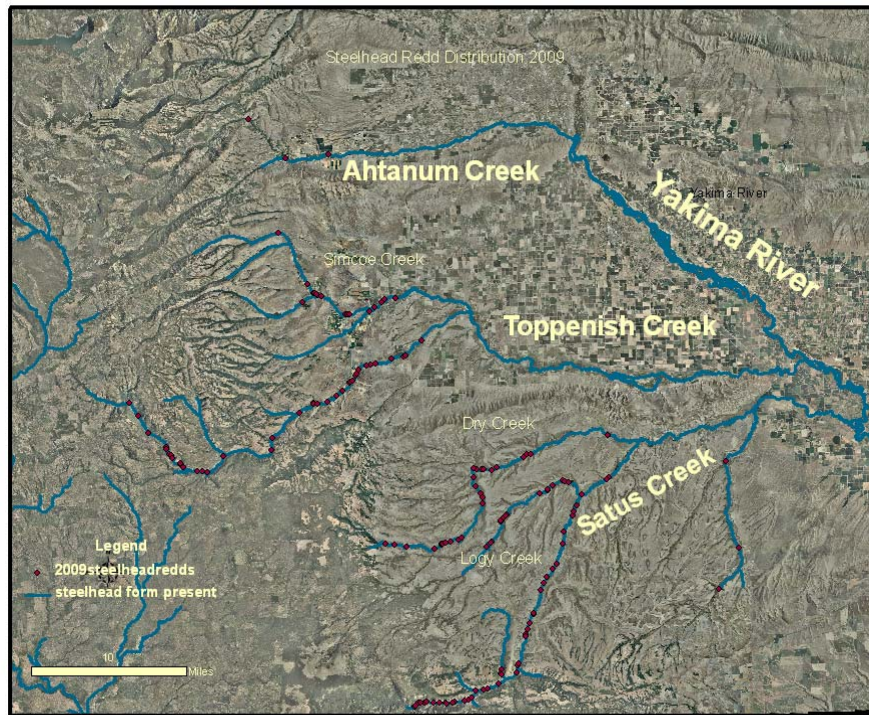 Steelhead Redd Distribution 2009
Ahtanum Creek
Yakima River
Yakima River
Simcoe Creek
Toppenish Creek
Dry Creek
Satus Creek
Logy Creek
Legend
2009steelheadredds
steelhead form present
10
Miles